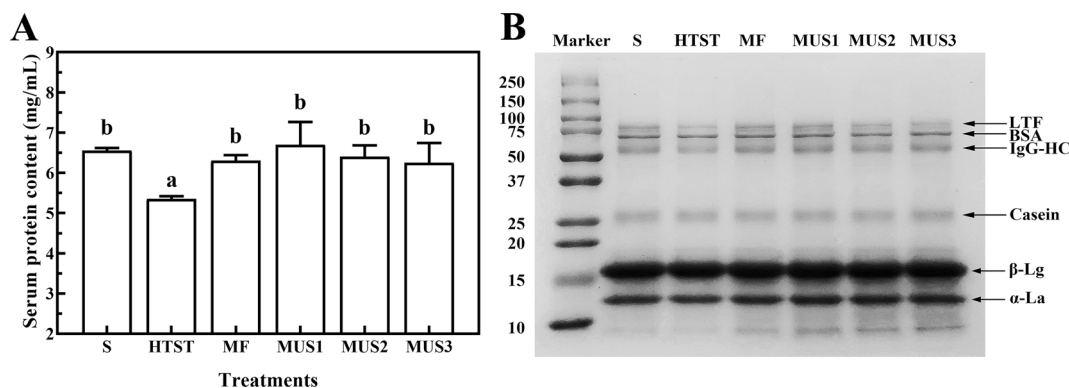 A
Serum protein content (mg/mL)
9
8
7
6
5
4
3
2
b
a
b
b
b
b
S HTST MF MUS1 MUS2 MUS3
Treatments
B
Marker S HTST MF MUS1 MUS2 MUS3
250
150
100
75
50
37
25
20
15
10
LTF
BSA
IgG-HC
Casein
β-Lg
α-La